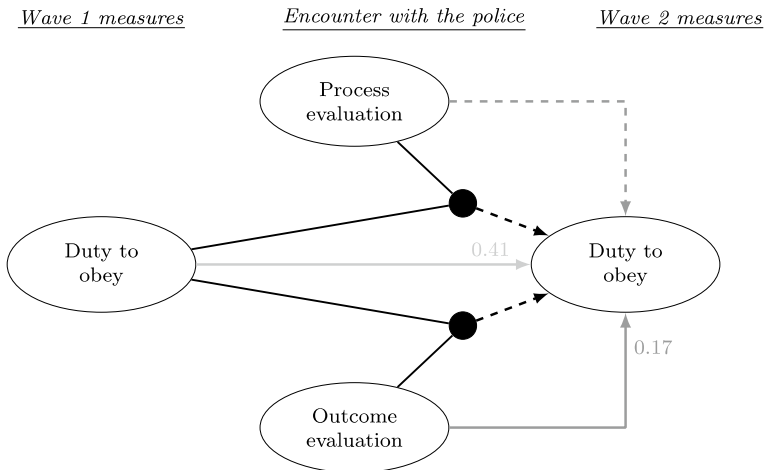 Wave 1 measures
Encounter with the police
Wave 2 measures
Process
evaluation
Duty to
obey
0.41
Duty to
obey
0.17
Outcome
evaluation